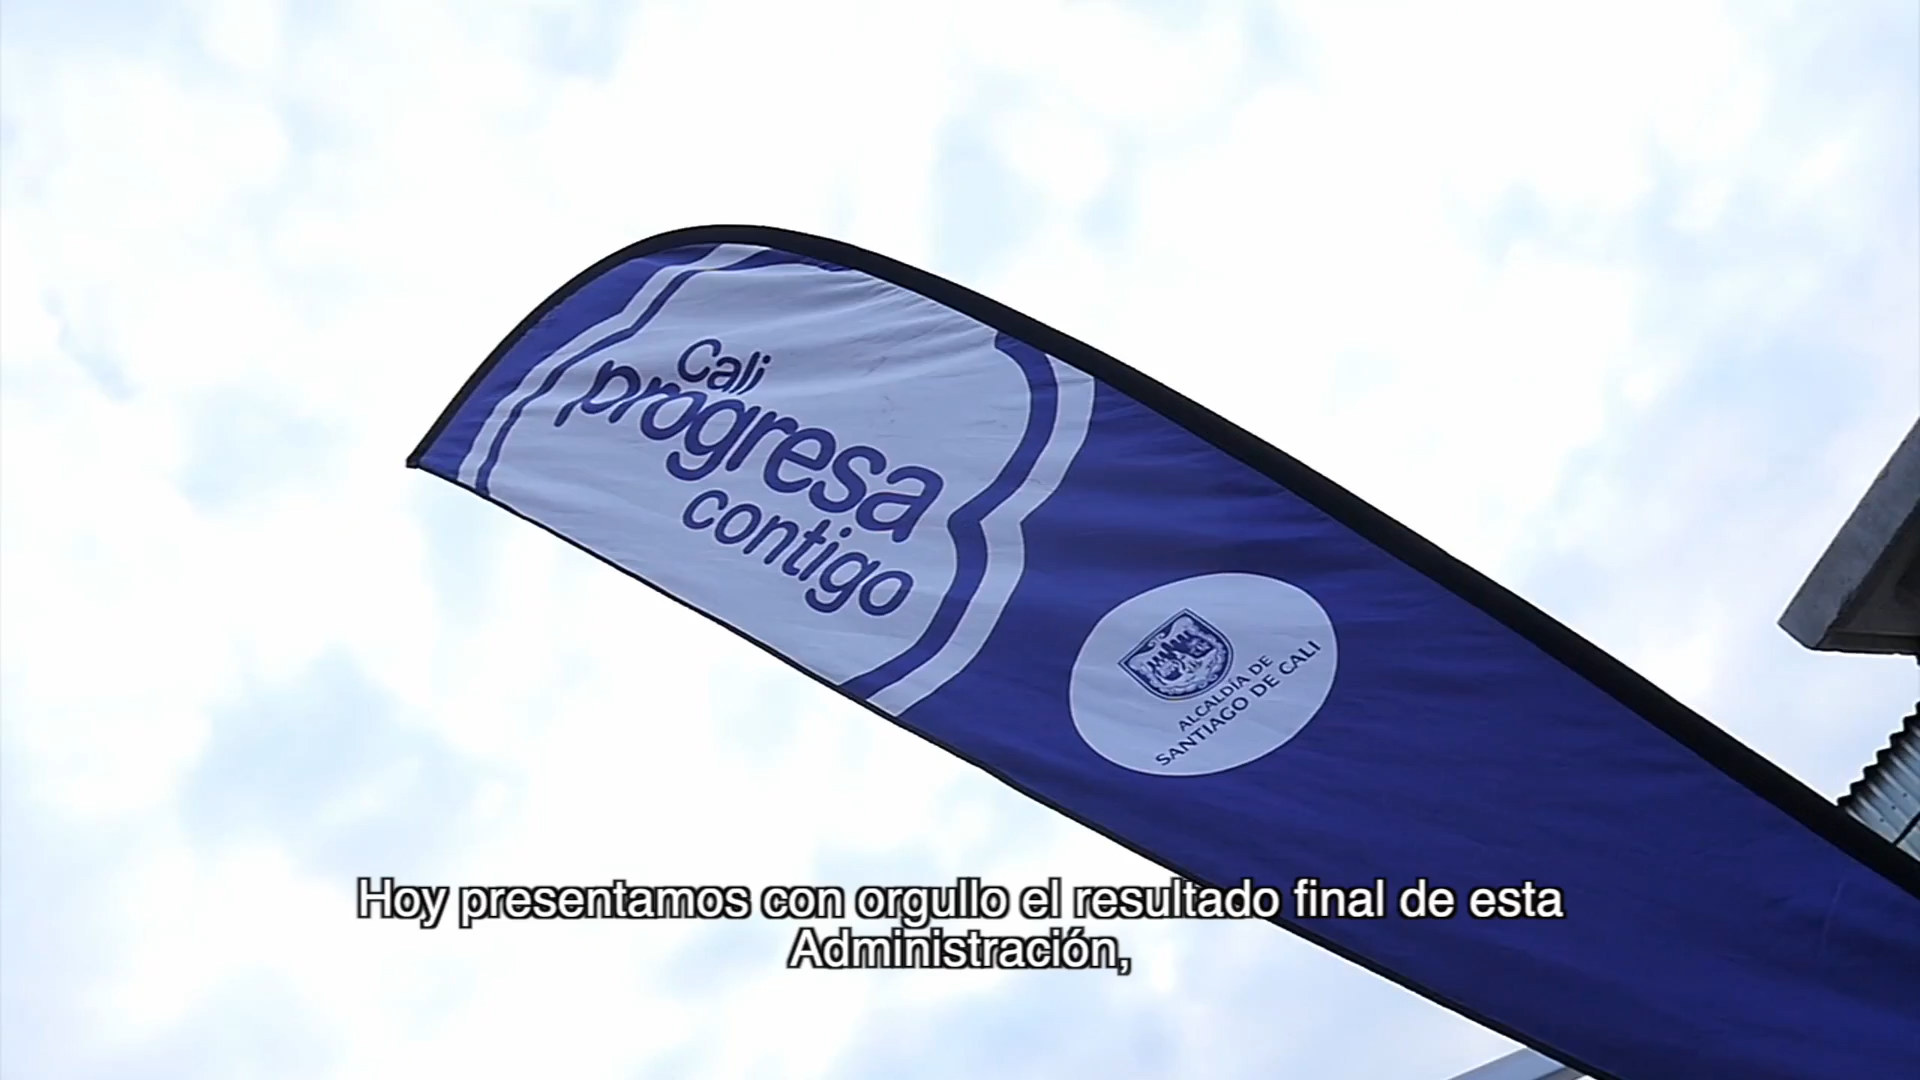 Cali
progresa
contigo
ALCALDÍA DE
SANTIAGO DE CALI
Hoy presentamos con orgullo el resultado final de esta
Administración,